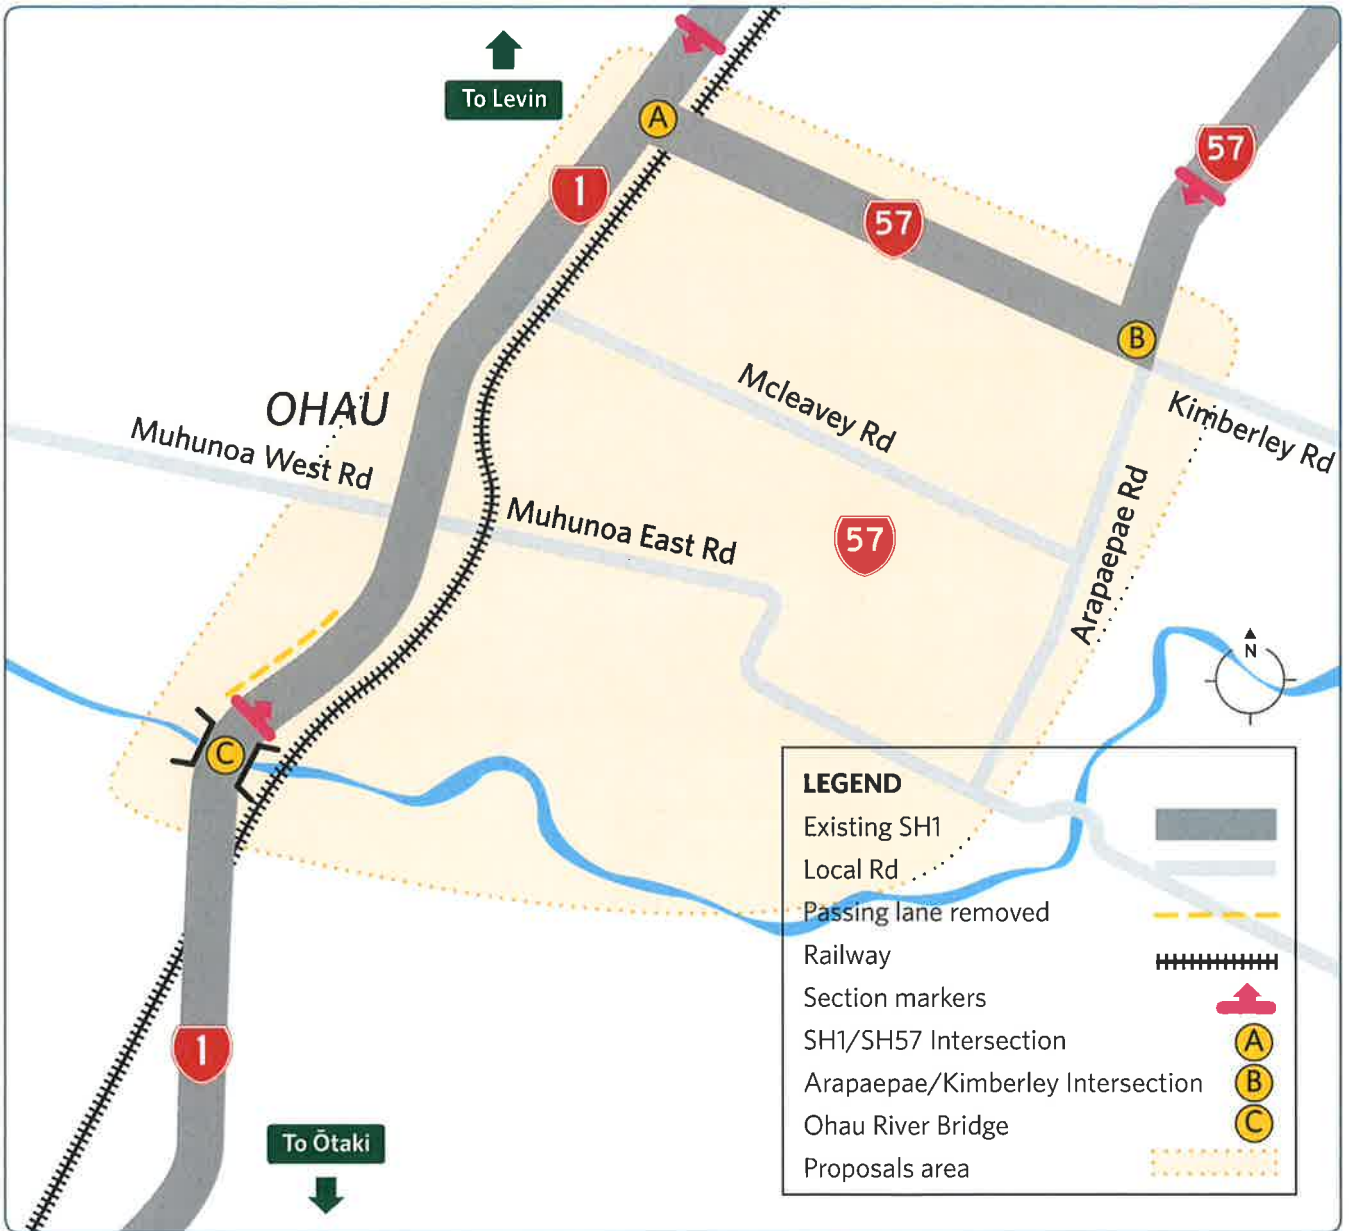 To Levin
A
57
1
57
B
OHAU
Mcleavey Rd
Kimberley Rd
Muhunoa West Rd
Muhunoa East Rd
57
Arapaepae Rd
N
C
LEGEND
Existing SH1
Local Rd
Passing lane removed
Railway
Section markers
SH1/SH57 Intersection
A
Arapaepae/Kimberley Intersection
B
Ohau River Bridge
C
Proposals area
1
To Ōtaki